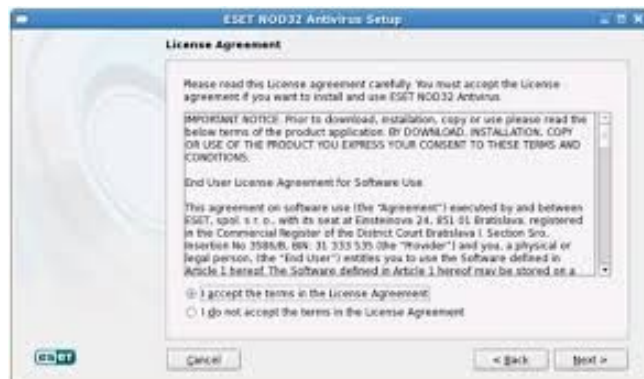 ESET NOD32 Antivirus Setup
License Agreement
Please read this License agreement carefully. You must accept the License
agreement if you want to install and use ESET NOD32 Antivirus.
IMPORTANT NOTICE: Prior to download, installation, copy or use please read the
below terms of the product application. BY DOWNLOAD, INSTALLATION, COPY
OR USE OF THE PRODUCT YOU EXPRESS YOUR CONSENT TO THESE TERMS AND
CONDITIONS.
End User License Agreement for Software Use
This agreement on software use (the "Agreement") executed by and between
ESET, spol. s r. o., with its seat at Einsteinova 24, 851 01 Bratislava, registered
in the Commercial Register of the District Court Bratislava I. Section Sro,
Insertion No 3586/B, BIN: 31 333 535 (the "Provider") and you, a physical or
legal person, (the "End User") entitles you to use the Software defined in
Article 1 hereof. The Software defined in Article 1 hereof may be stored on a
I accept the terms in the License Agreement
I do not accept the terms in the License Agreement
eset
Cancel
< Back
Next >